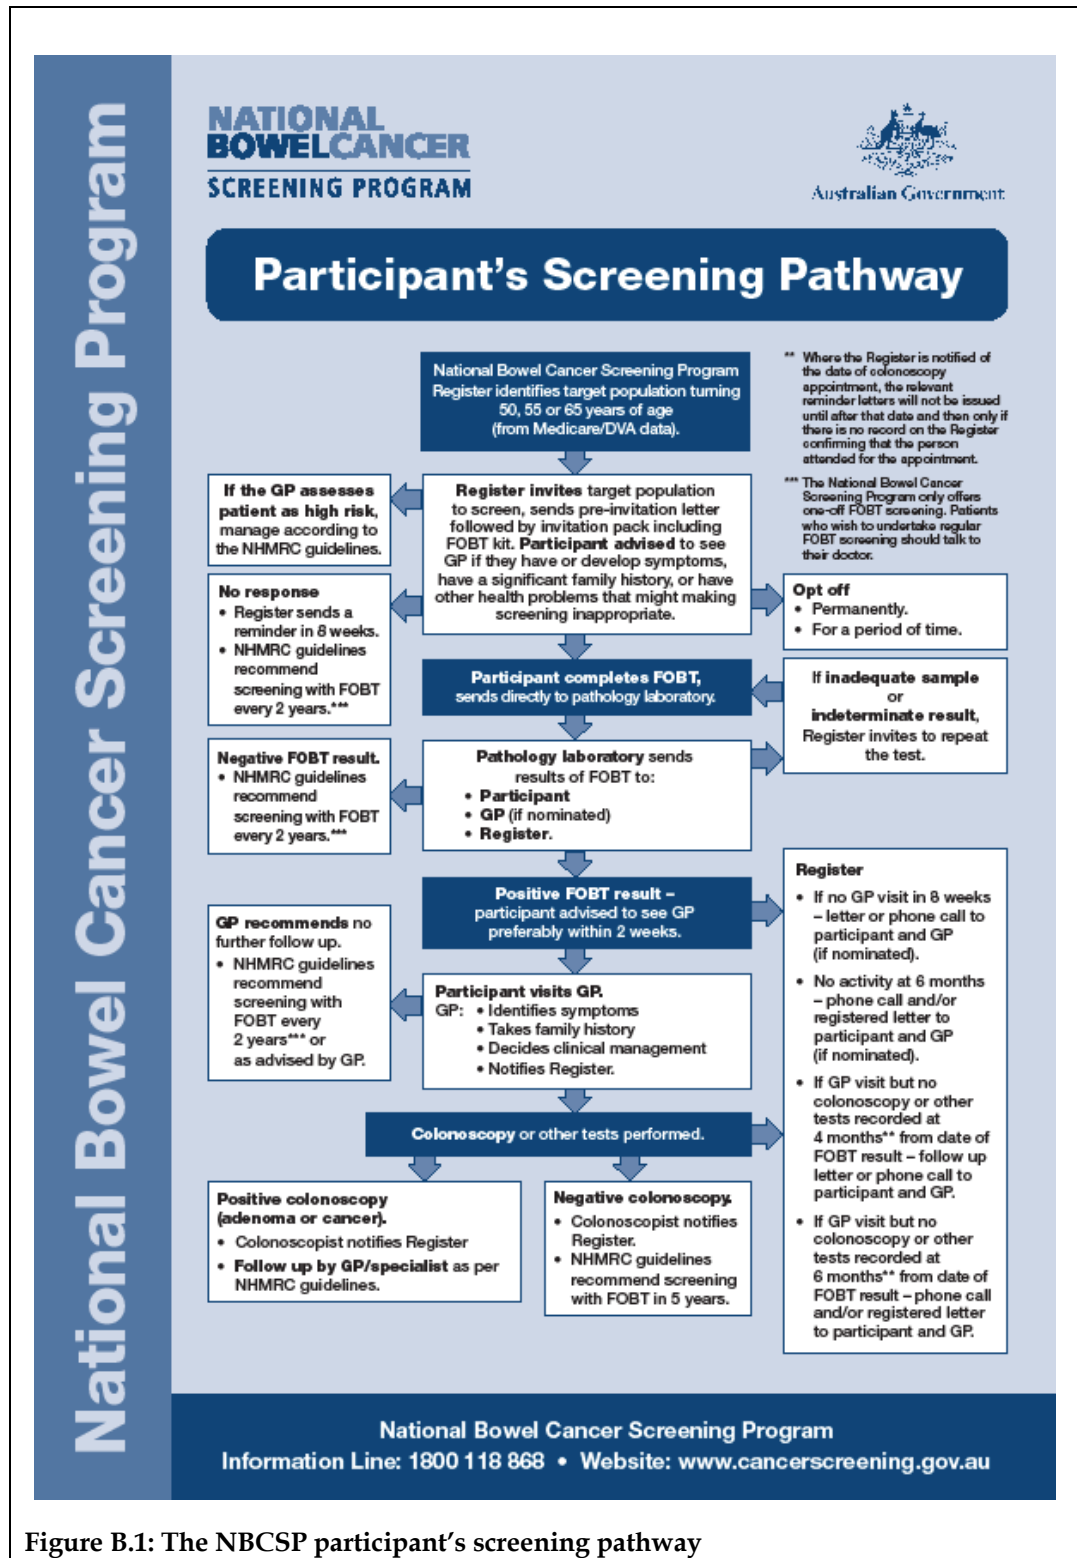 National Bowel Cancer Screening Program
NATIONAL
BOWELCANCER
SCREENING PROGRAM
Australian Government
Participant's Screening Pathway
National Bowel Cancer Screening Program
Register identifies target population turning
50, 55 or 65 years of age
(from Medicare/DVA data).
** Where the Register is notified of
the date of colonoscopy
appointment, the relevant
reminder letters will not be issued
until after that date and then only if
there is no record on the Register
confirming that the person
attended for the appointment.
*** The National Bowel Cancer
Screening Program only offers
one-off FOBT screening. Patients
who wish to undertake regular
FOBT screening should talk to
their doctor.
If the GP assesses
patient as high risk,
manage according to
the NHMRC guidelines.
Register invites target population
to screen, sends pre-invitation letter
followed by invitation pack including
FOBT kit. Participant advised to see
GP if they have or develop symptoms,
have a significant family history, or have
other health problems that might making
screening inappropriate.
No response
• Register sends a
reminder in 8 weeks.
• NHMRC guidelines
recommend
screening with FOBT
every 2 years.***
Opt off
• Permanently.
• For a period of time.
Participant completes FOBT,
sends directly to pathology laboratory.
If inadequate sample
or
indeterminate result,
Register invites to repeat
the test.
Negative FOBT result.
• NHMRC guidelines
recommend
screening with FOBT
every 2 years.***
Pathology laboratory sends
results of FOBT to:
• Participant
• GP (if nominated)
• Register.
Positive FOBT result –
participant advised to see GP
preferably within 2 weeks.
Register
• If no GP visit in 8 weeks
– letter or phone call to
participant and GP
(if nominated).
• No activity at 6 months
– phone call and/or
registered letter to
participant and GP
(if nominated).
• If GP visit but no
colonoscopy or other
tests recorded at
4 months** from date of
FOBT result – follow up
letter or phone call to
participant and GP.
• If GP visit but no
colonoscopy or other
tests recorded at
6 months** from date of
FOBT result – phone call
and/or registered letter
to participant and GP.
GP recommends no
further follow up.
• NHMRC guidelines
recommend
screening with
FOBT every
2 years*** or
as advised by GP.
Participant visits GP.
GP: • Identifies symptoms
• Takes family history
• Decides clinical management
• Notifies Register.
Colonoscopy or other tests performed.
Positive colonoscopy
(adenoma or cancer).
• Colonoscopist notifies Register
• Follow up by GP/specialist as per
NHMRC guidelines.
Negative colonoscopy.
• Colonoscopist notifies
Register.
• NHMRC guidelines
recommend screening
with FOBT in 5 years.
National Bowel Cancer Screening Program
Information Line: 1800 118 868 • Website: www.cancerscreening.gov.au
Figure B.1: The NBCSP participant's screening pathway